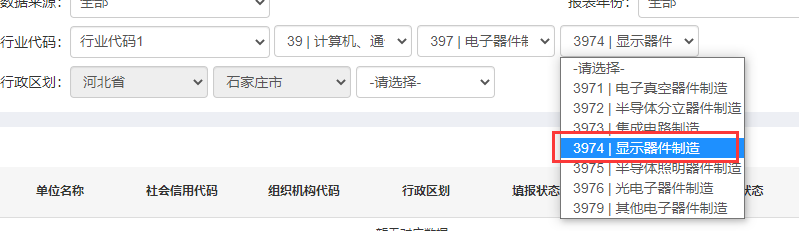 数据来源： 全部 报表年份： 全部
行业代码： 行业代码1 39 | 计算机、通 397 | 电子器件制 3974 | 显示器件
行政区划： 河北省 石家庄市 -请选择-
-请选择-
3971 | 电子真空器件制造
3972 | 半导体分立器件制造
3973 | 集成电路制造
3974 | 显示器件制造
3975 | 半导体照明器件制造
3976 | 光电子器件制造
3979 | 其他电子器件制造
单位名称 社会信用代码 组织机构代码 行政区划 填报状态 状态
暂无对应数据